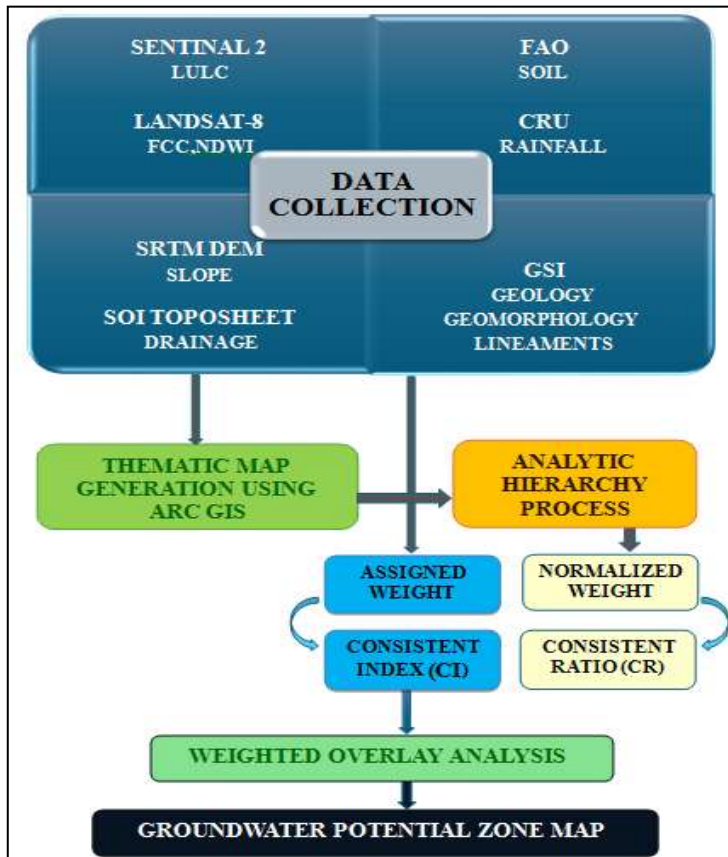 SENTINAL 2
LULC
LANDSAT-8
FCC,NDWI
FAO
SOIL
CRU
RAINFALL
DATA
COLLECTION
SRTM DEM
SLOPE
SOI TOPOSHEET
DRAINAGE
GSI
GEOLOGY
GEOMORPHOLOGY
LINEAMENTS
THEMATIC MAP
GENERATION USING
ARC GIS
ANALYTIC
HIERARCHY
PROCESS
ASSIGNED
WEIGHT
NORMALIZED
WEIGHT
CONSISTENT
INDEX (CI)
CONSISTENT
RATIO (CR)
WEIGHTED OVERLAY ANALYSIS
GROUNDWATER POTENTIAL ZONE MAP